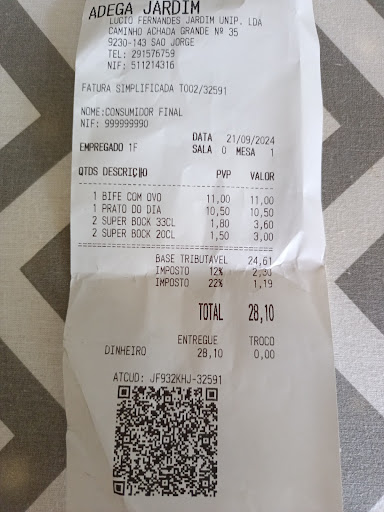 ADEGA JARDIM
LUCIO FERNANDES JARDIM UNIP. LDA
CAMINHO ACHADA GRANDE Nº 35
9230-143 SAO JORGE
TEL: 291576759
NIF: 511214316
FATURA SIMPLIFICADA T002/32591
NOME:CONSUMIDOR FINAL
NIF: 999999990
DATA 21/09/2024
EMPREGADO 1F SALA 0 MESA 1
QTDS DESCRIÇÃO PVP VALOR
1 BIFE COM OVO 11,00 11,00
1 PRATO DO DIA 10,50 10,50
2 SUPER BOCK 33CL 1,80 3,60
2 SUPER BOCK 20CL 1,50 3,00
BASE TRIBUTÁVEL 24,61
IMPOSTO 12% 2,30
IMPOSTO 22% 1,19
TOTAL 28,10
ENTREGUE TROCO
DINHEIRO 28,10 0,00
ATCUD: JF932KHJ-32591